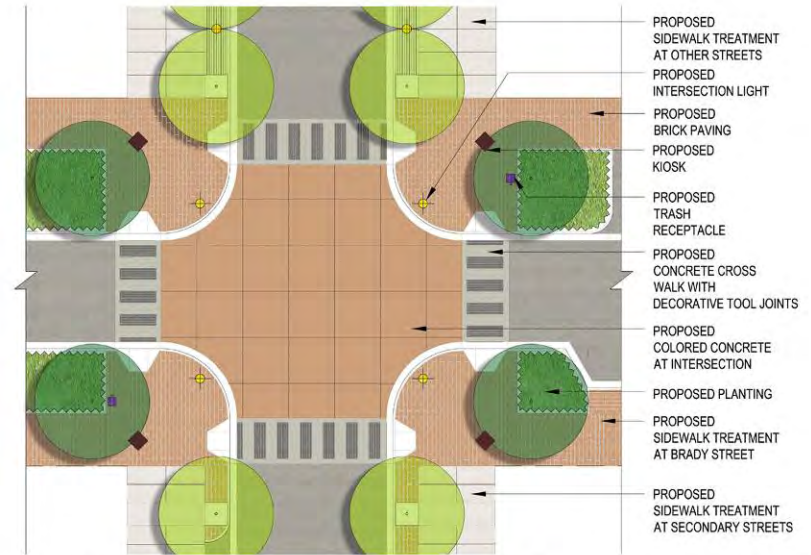 PROPOSED
SIDEWALK TREATMENT
AT OTHER STREETS
PROPOSED
INTERSECTION LIGHT
PROPOSED
BRICK PAVING
PROPOSED
KIOSK
PROPOSED
TRASH
RECEPTACLE
PROPOSED
CONCRETE CROSS
WALK WITH
DECORATIVE TOOL JOINTS
PROPOSED
COLORED CONCRETE
AT INTERSECTION
PROPOSED PLANTING
PROPOSED
SIDEWALK TREATMENT
AT BRADY STREET
PROPOSED
SIDEWALK TREATMENT
AT SECONDARY STREETS